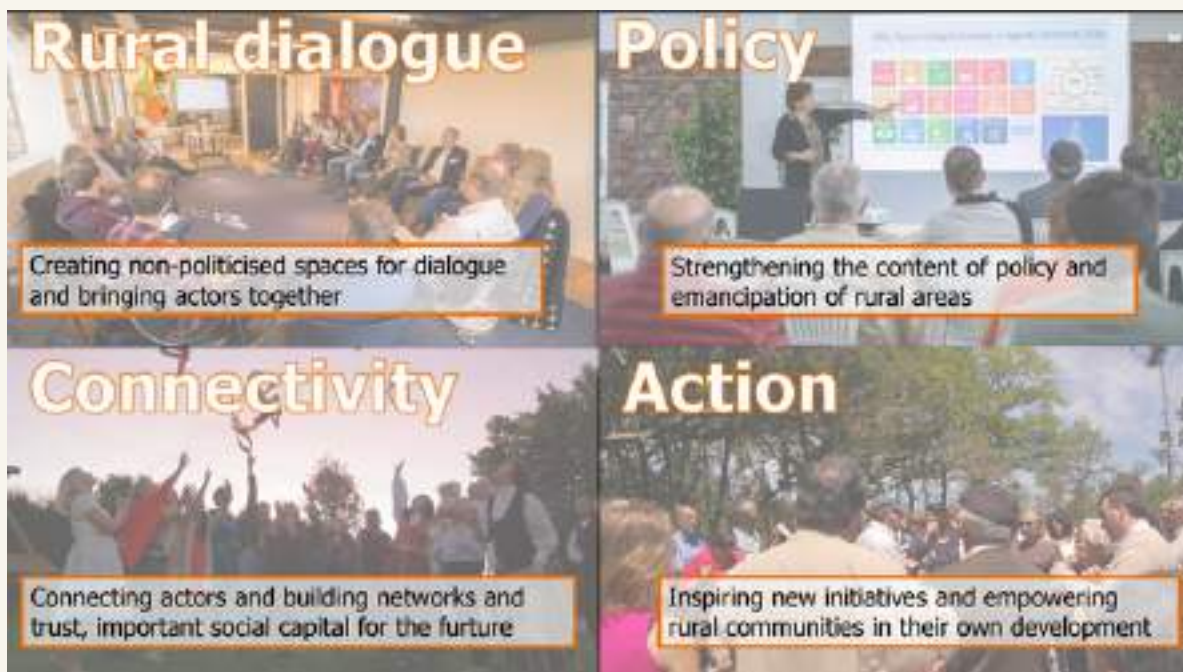 Rural dialogue
Creating non-politicised spaces for dialogue
and bringing actors together
Policy
Strengthening the content of policy and
emancipation of rural areas
Connectivity
Connecting actors and building networks and
trust, important social capital for the furture
Action
Inspiring new initiatives and empowering
rural communities in their own development